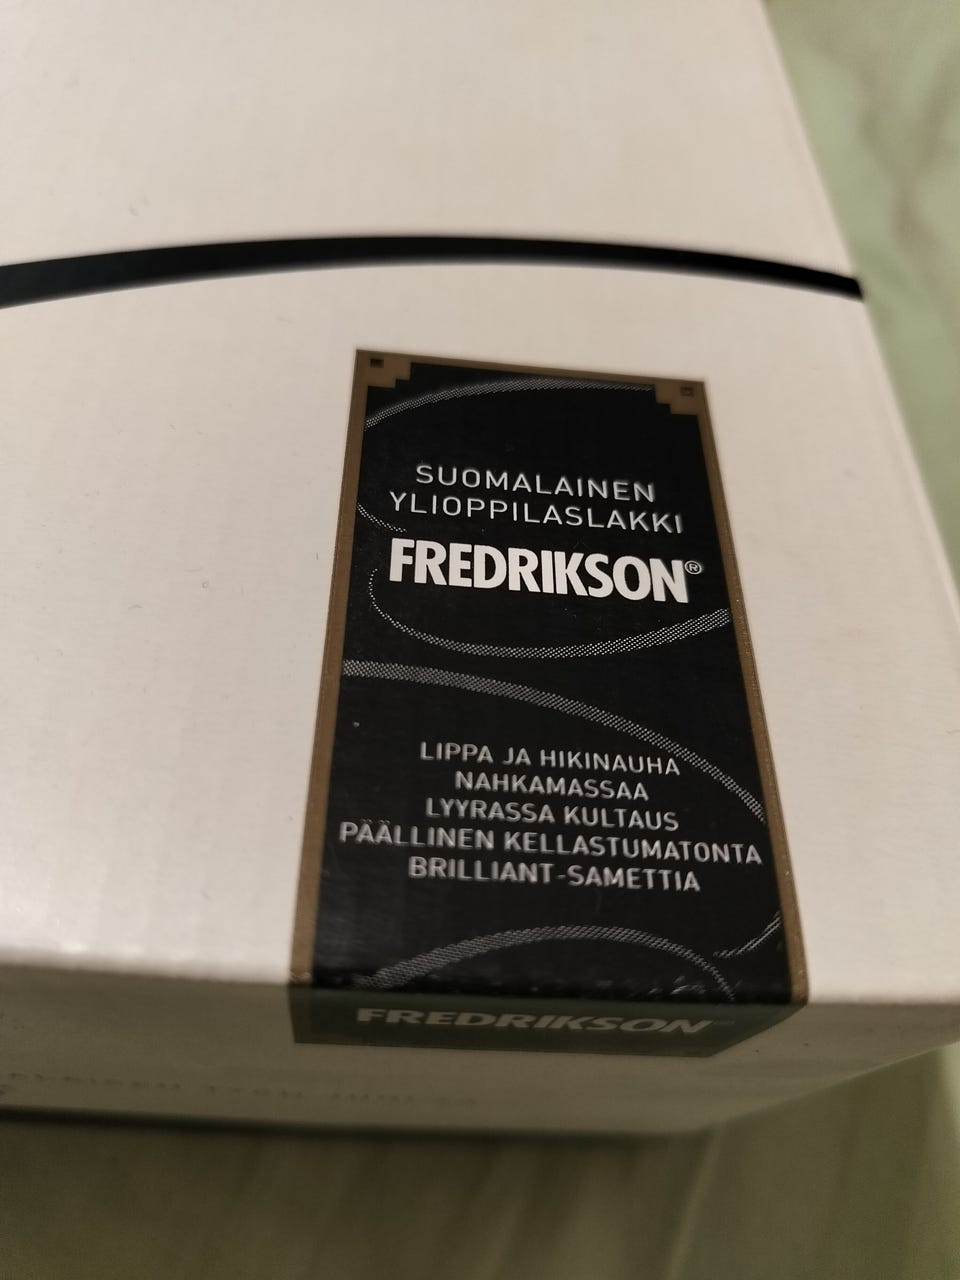 SUOMALAINEN
YLIOPPILASLAKKI
FREDRIKSON®
LIPPA JA HIKINAUHA
NAHKAMASSAA
LYYRASSA KULTAUS
PÄÄLLINEN KELLASTUMATONTA
BRILLIANT-SAMETTIA
FREDRIKSON